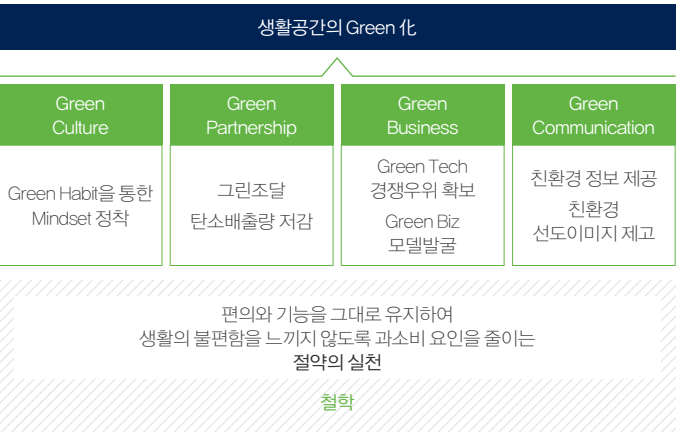 생활공간의 Green 化
Green
Culture
Green Habit을 통한
Mindset 정착
Green
Partnership
그린조달
탄소배출량 저감
Green
Business
Green Tech
경쟁우위 확보
Green Biz
모델발굴
Green
Communication
친환경 정보 제공
친환경
선도이미지 제고
편의와 기능을 그대로 유지하여
생활의 불편함을 느끼지 않도록 과소비 요인을 줄이는
절약의 실천
철학